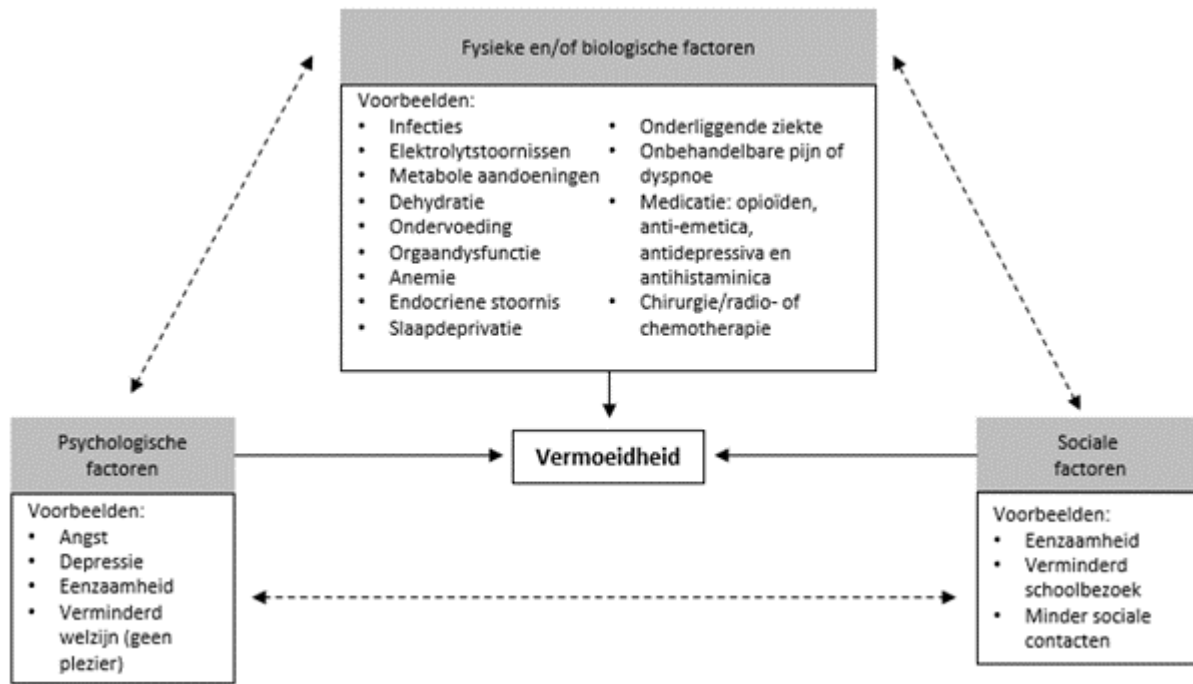 Fysieke en/of biologische factoren
Voorbeelden:
• Infecties
• Elektrolytstoornissen
• Metabole aandoeningen
• Dehydratie
• Ondervoeding
• Orgaandysfunctie
• Anemie
• Endocriene stoornis
• Slaapdeprivatie
• Onderliggende ziekte
• Onbehandelbare pijn of
dyspnoe
• Medicatie: opioïden,
anti-emetica,
antidepressiva en
antihistaminica
• Chirurgie/radio- of
chemotherapie
Psychologische
factoren
Voorbeelden:
• Angst
• Depressie
• Eenzaamheid
• Verminderd
welzijn (geen
plezier)
Vermoeidheid
Sociale
factoren
Voorbeelden:
• Eenzaamheid
• Verminderd
schoolbezoek
• Minder sociale
contacten